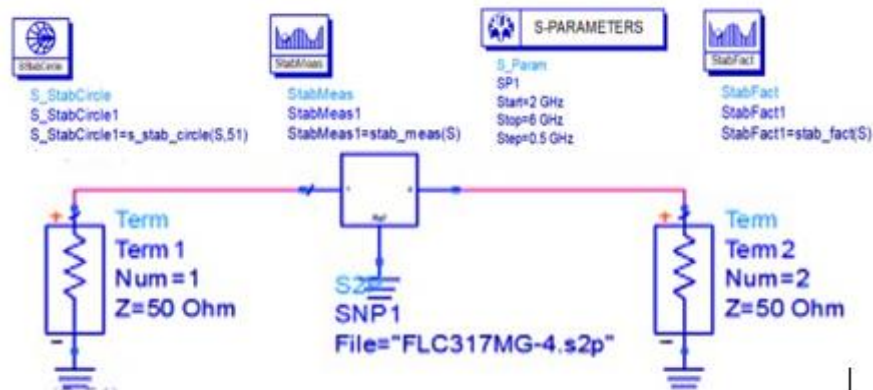 S-PARAMETERS
StabCircle
StabMeas
StabFact
S_StabCircle
S_StabCircle1
S_StabCircle1=s_stab_circle(S,51)
StabMeas
StabMeas1
StabMeas1=stab_meas(S)
S_Param
SP1
Start=2 GHz
Stop=6 GHz
Step=0.5 GHz
StabFact
StabFact1
StabFact1=stab_fact(S)
Ref
Term
Term 1
Num=1
Z=50 Ohm
S2P
SNP1
File="FLC317MG-4.s2p"
Term
Term 2
Num=2
Z=50 Ohm